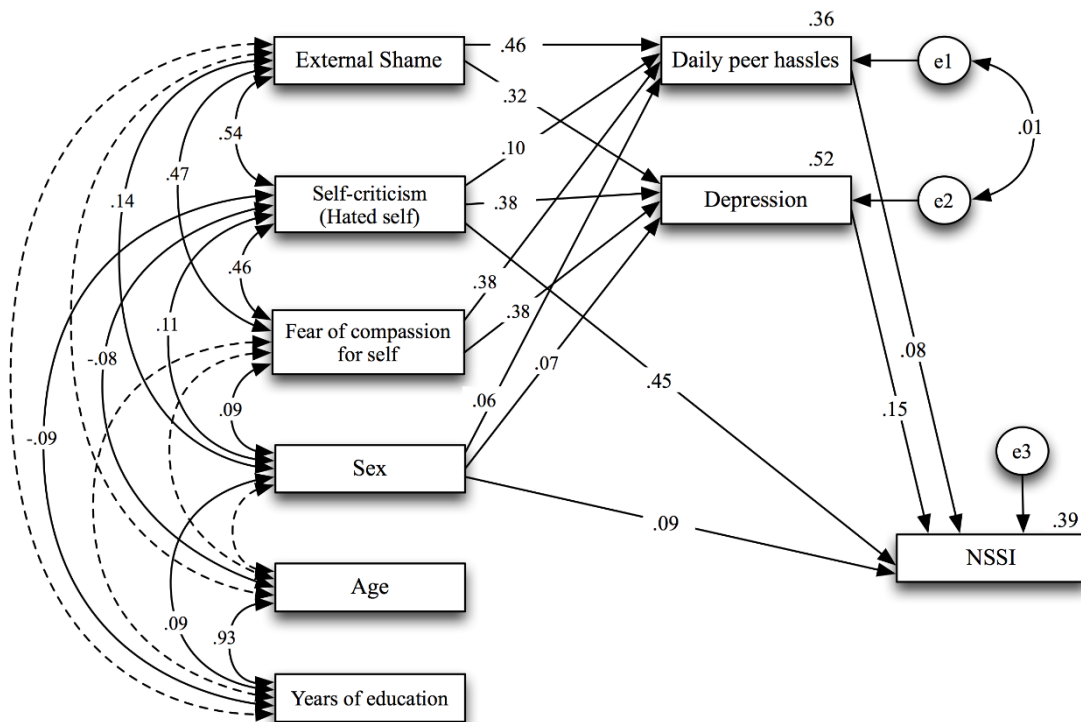 .36
External Shame
.46
Daily peer hassles
e1
.32
.01
.54
.10
.52
.47
Self-criticism
(Hated self)
.38
Depression
e2
.14
.46
.38
.11
Fear of compassion
for self
.38
-.08
.07
.08
.45
.09
.06
.15
-.09
Sex
e3
.09
.39
NSSI
Age
.09
.93
Years of education